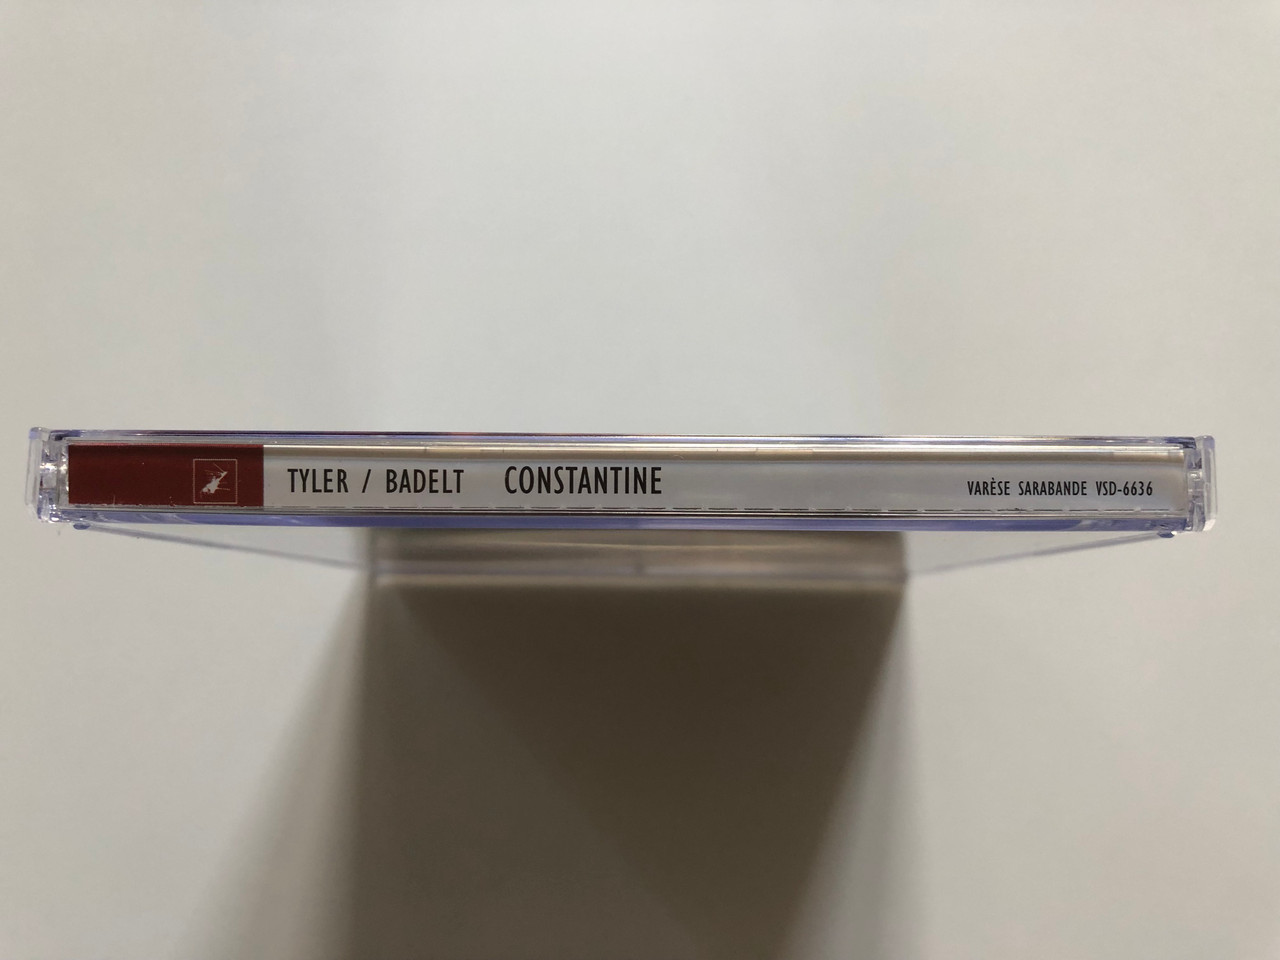 TYLER / BADELT CONSTANTINE VARÈSE SARABANDE VSD-6636